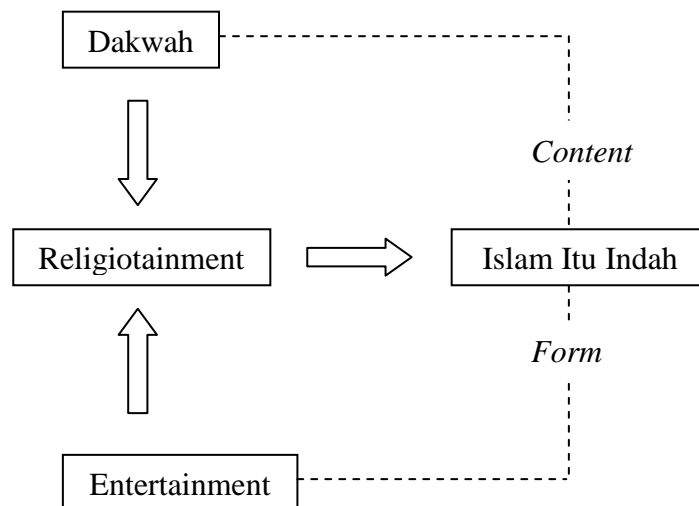 Dakwah
Content
Religiotainment
Islam Itu Indah
Form
Entertainment